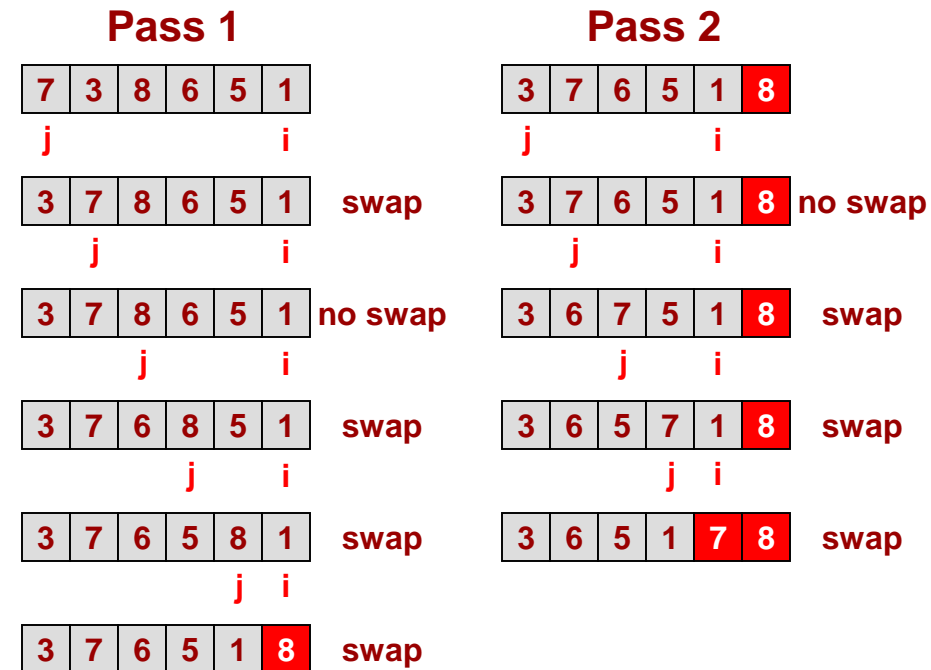 Pass 1
7 3 8 6 5 1
j i
3 7 8 6 5 1 swap
j i
3 7 8 6 5 1 no swap
j i
3 7 6 8 5 1 swap
j i
3 7 6 5 8 1 swap
j i
3 7 6 5 1 8 swap
Pass 2
3 7 6 5 1 8
j i
3 7 6 5 1 8 no swap
j i
3 6 7 5 1 8 swap
j i
3 6 5 7 1 8 swap
j i
3 6 5 1 7 8 swap